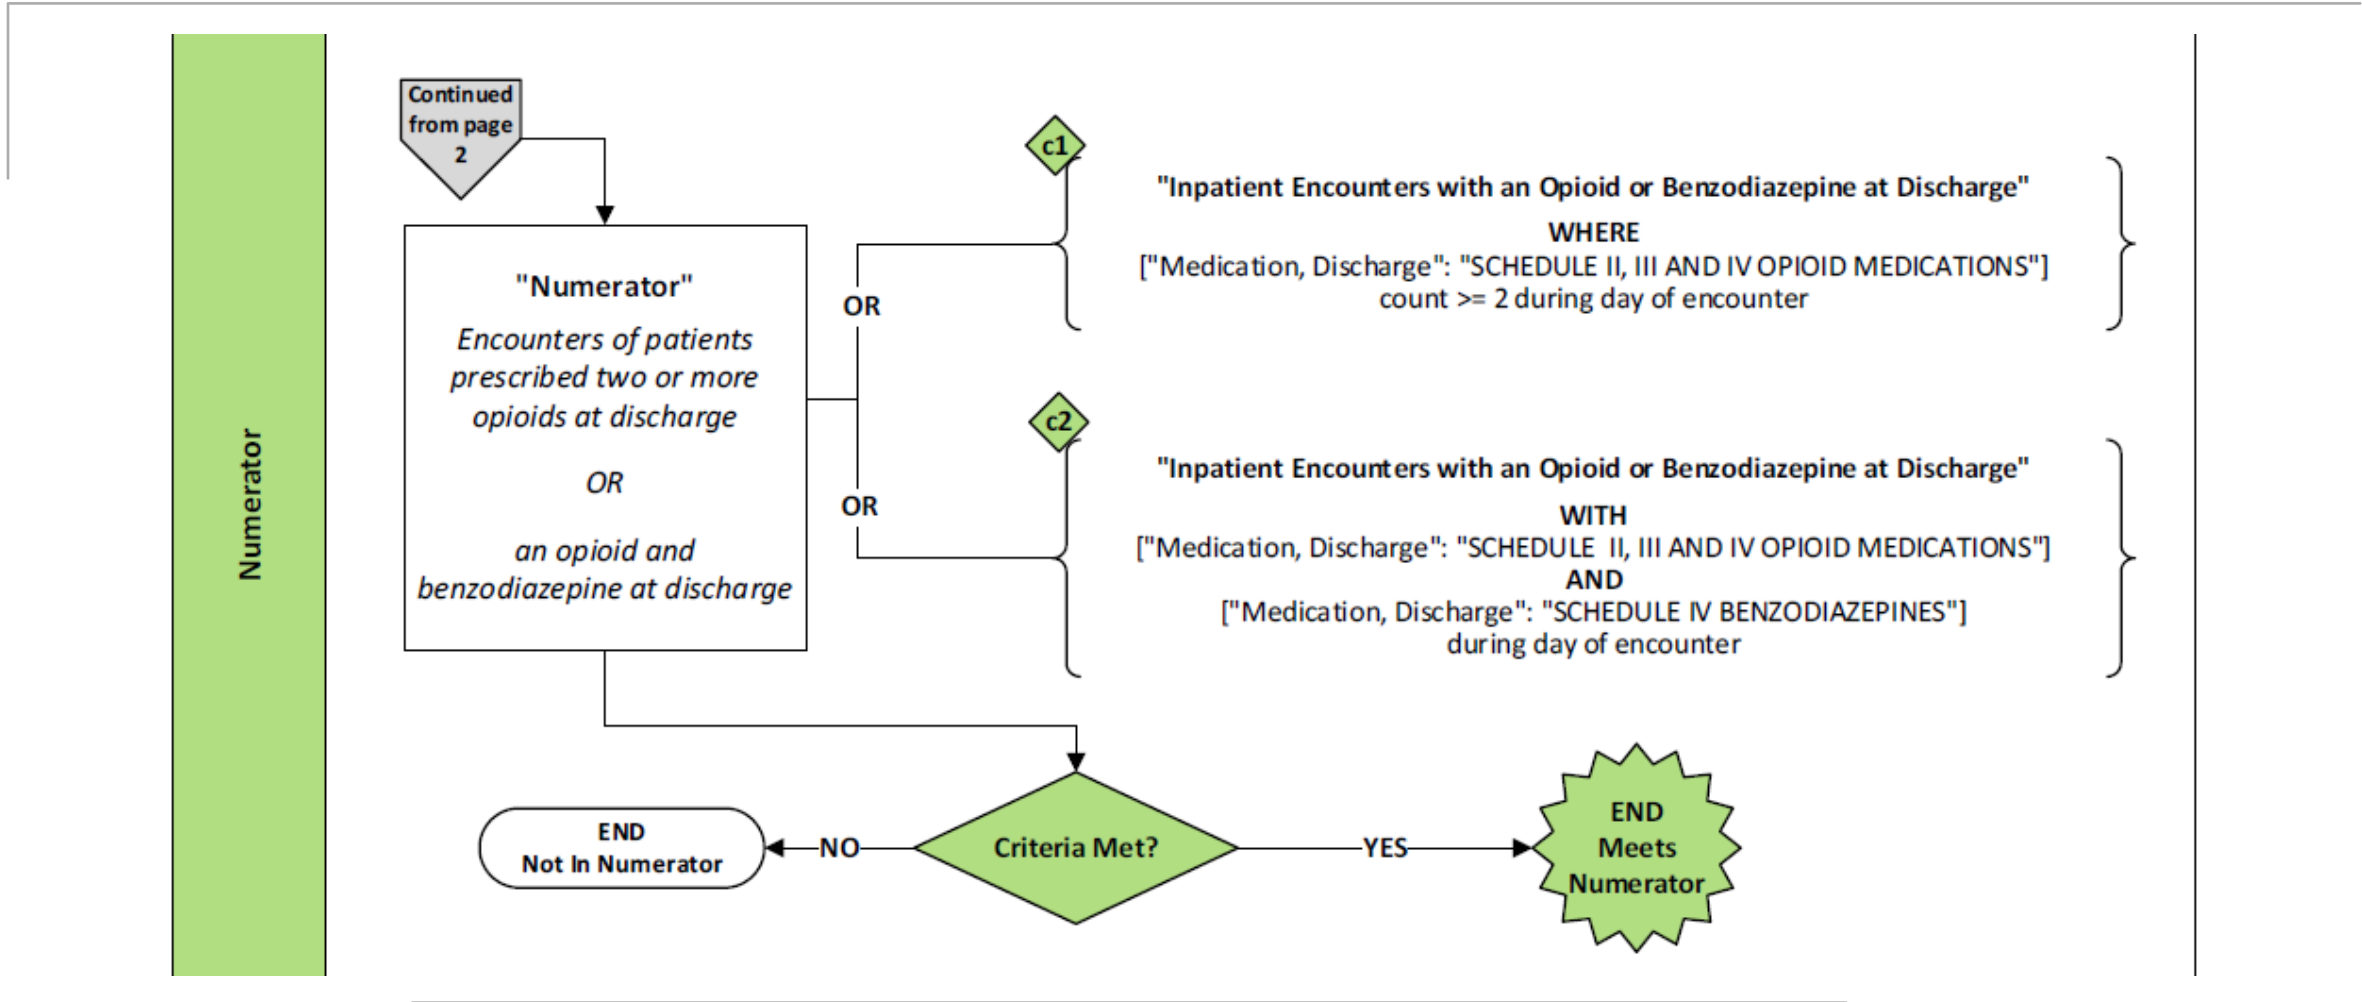 Numerator
Continued
from page
2
"Numerator"
Encounters of patients
prescribed two or more
opioids at discharge
OR
an opioid and
benzodiazepine at discharge
OR
OR
c1
"Inpatient Encounters with an Opioid or Benzodiazepine at Discharge"
WHERE
["Medication, Discharge": "SCHEDULE II, III AND IV OPIOID MEDICATIONS"]
count >= 2 during day of encounter
c2
"Inpatient Encounters with an Opioid or Benzodiazepine at Discharge"
WITH
["Medication, Discharge": "SCHEDULE  II, III AND IV OPIOID MEDICATIONS"]
AND
["Medication, Discharge": "SCHEDULE IV BENZODIAZEPINES"]
during day of encounter
Criteria Met?
NO
END
Not In Numerator
YES
END
Meets
Numerator